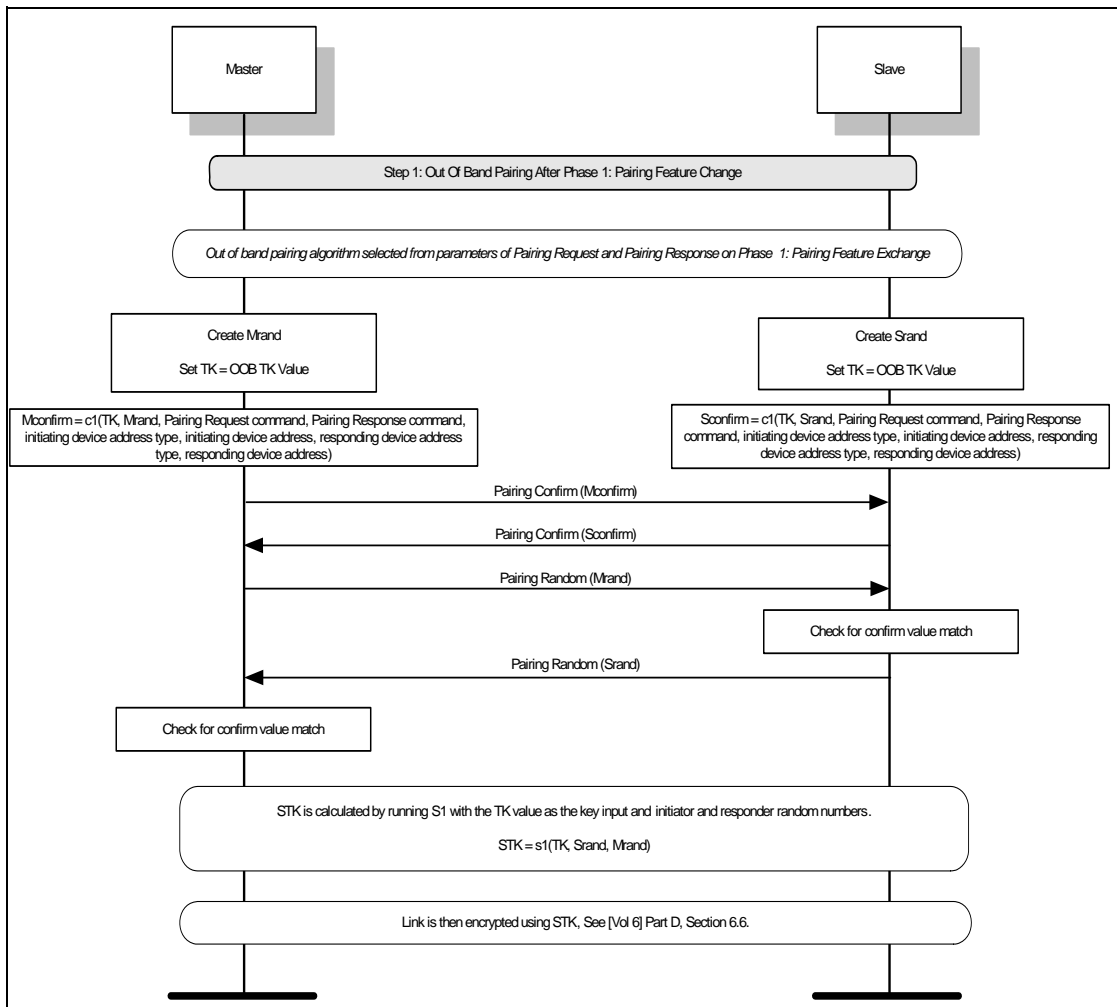 Master
Slave
Step 1: Out Of Band Pairing After Phase 1: Pairing Feature Change
Out of band pairing algorithm selected from parameters of Pairing Request and Pairing Response on Phase 1: Pairing Feature Exchange
Create Mrand
Set TK = OOB TK Value
Create Srand
Set TK = OOB TK Value
Mconfirm = c1(TK, Mrand, Pairing Request command, Pairing Response command,
initiating device address type, initiating device address, responding device address
type, responding device address)
Sconfirm = c1(TK, Srand, Pairing Request command, Pairing Response
command, initiating device address type, initiating device address, responding
device address type, responding device address)
Pairing Confirm (Mconfirm)
Pairing Confirm (Sconfirm)
Pairing Random (Mrand)
Check for confirm value match
Pairing Random (Srand)
Check for confirm value match
STK is calculated by running S1 with the TK value as the key input and initiator and responder random numbers.
STK = s1(TK, Srand, Mrand)
Link is then encrypted using STK, See [Vol 6] Part D, Section 6.6.